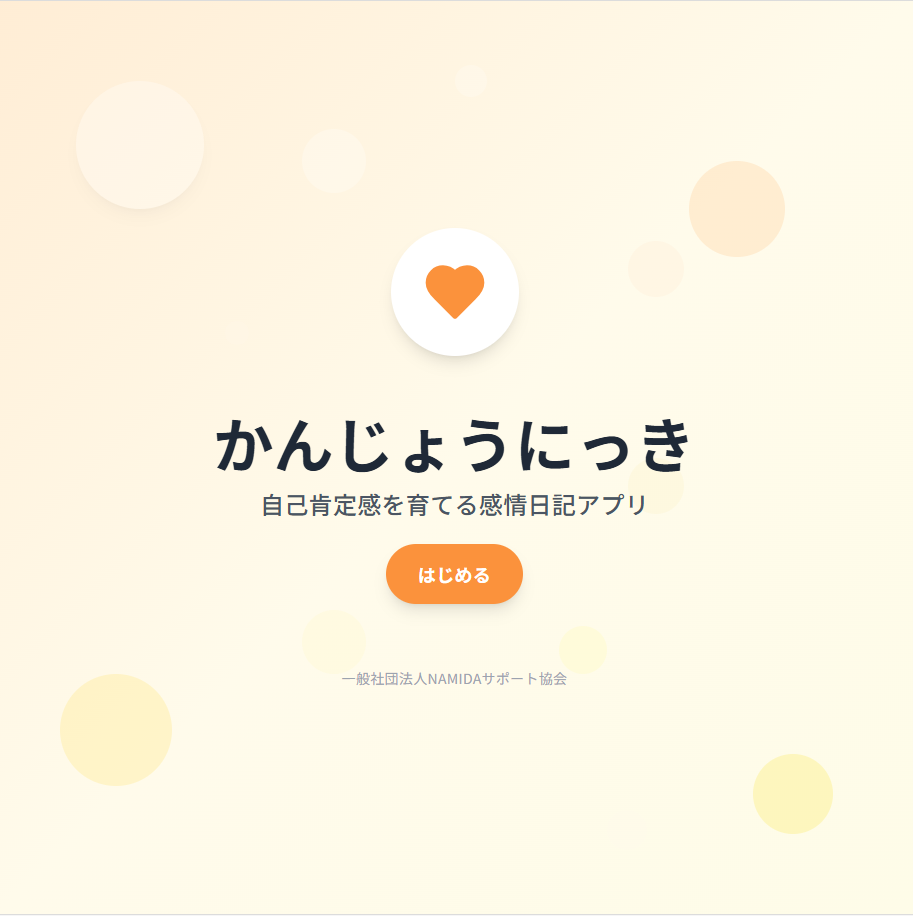 かんじょうにっき
自己肯定感を育てる感情日記アプリ
はじめる
一般社団法人NAMIDAサポート協会